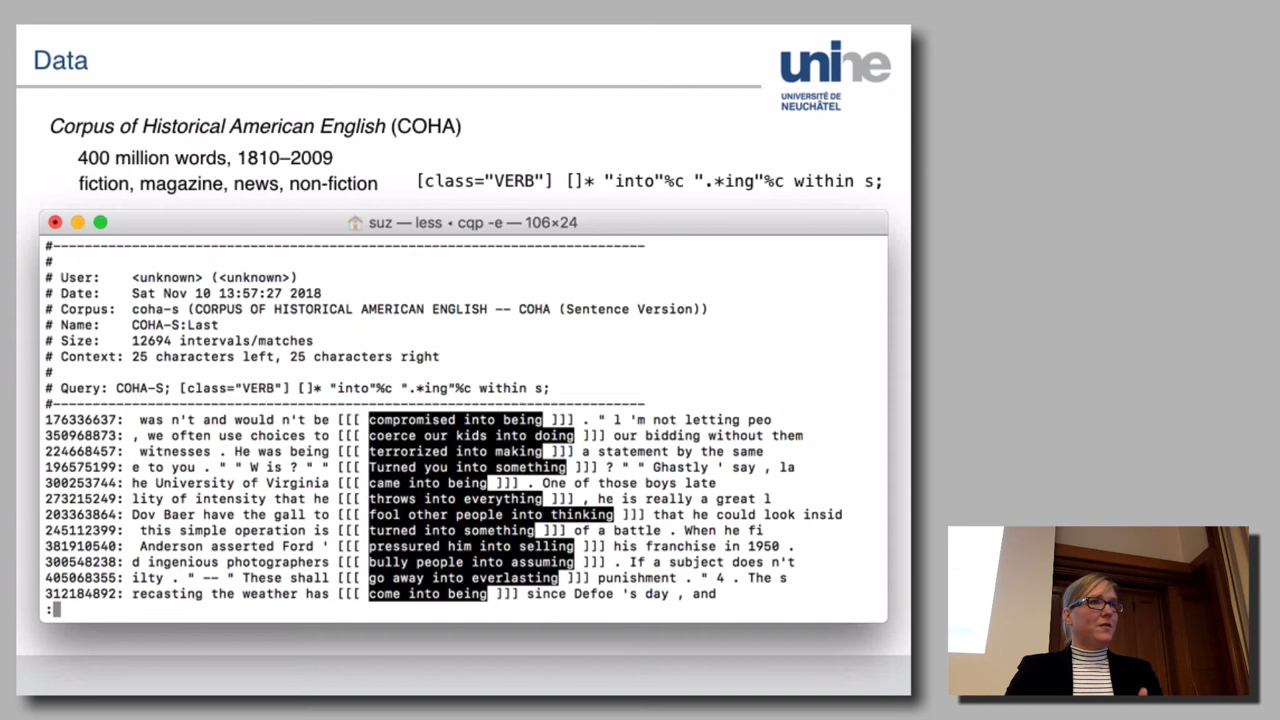 Data
unine
UNIVERSITÉ DE
NEUCHÂTEL
Corpus of Historical American English (COHA)
400 million words, 1810–2009
fiction, magazine, news, non-fiction
[class="VERB"] []* "into"%c ".*ing"%c within s;
suz — less ◂ cqp -e — 106×24
#---------------------------------------------------------------------------------
#
# User: <unknown> (<unknown>)
# Date: Sat Nov 10 13:57:27 2018
# Corpus: coha-s (CORPUS OF HISTORICAL AMERICAN ENGLISH -- COHA (Sentence Version))
# Name: COHA-S:Last
# Size: 12694 intervals/matches
# Context: 25 characters left, 25 characters right
#
# Query: COHA-S; [class="VERB"] []* "into"%c ".*ing"%c within s;
#---------------------------------------------------------------------------------
176336637: was n't and would n't be [[[ compromised into being ]]] . " l 'm not letting peo
350968873: , we often use choices to [[[ coerce our kids into doing ]]] our bidding without them
224668457: witnesses . He was being [[[ terrorized into making ]]] a statement by the same
196575199: e to you . " " W is ? " " [[[ Turned you into something ]]] ? " " Ghastly ' say , la
300253744: he University of Virginia [[[ came into being ]]] . One of those boys late
273215249: lity of intensity that he [[[ throws into everything ]]] , he is really a great l
203363864: Dov Baer have the gall to [[[ fool other people into thinking ]]] that he could look insid
245112399: this simple operation is [[[ turned into something ]]] of a battle . When he fi
381910540: Anderson asserted Ford ' [[[ pressured him into selling ]]] his franchise in 1950 .
300548238: d ingenious photographers [[[ bully people into assuming ]]] . If a subject does n't
405068355: ilty . " -- " These shall [[[ go away into everlasting ]]] punishment . " 4 . The s
312184892: recasting the weather has [[[ come into being ]]] since Defoe 's day , and
: